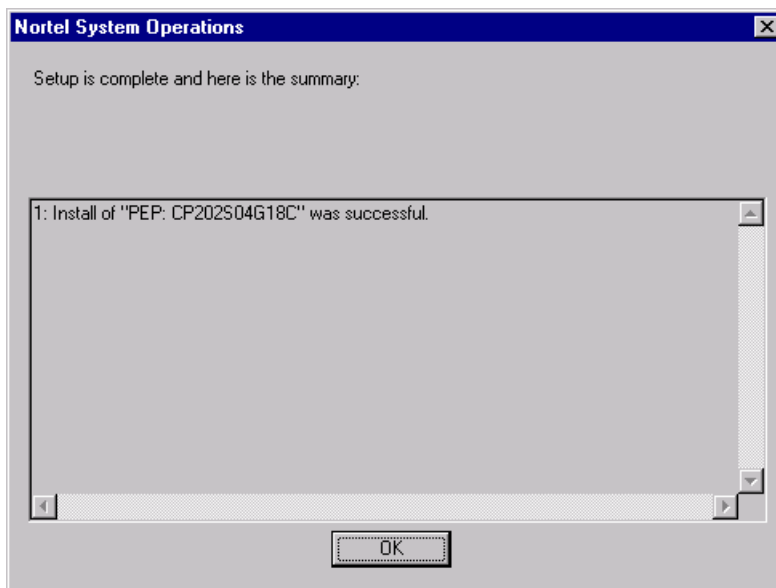 Nortel System Operations
Setup is complete and here is the summary:
1: Install of "PEP: CP202S04G18C" was successful.
OK